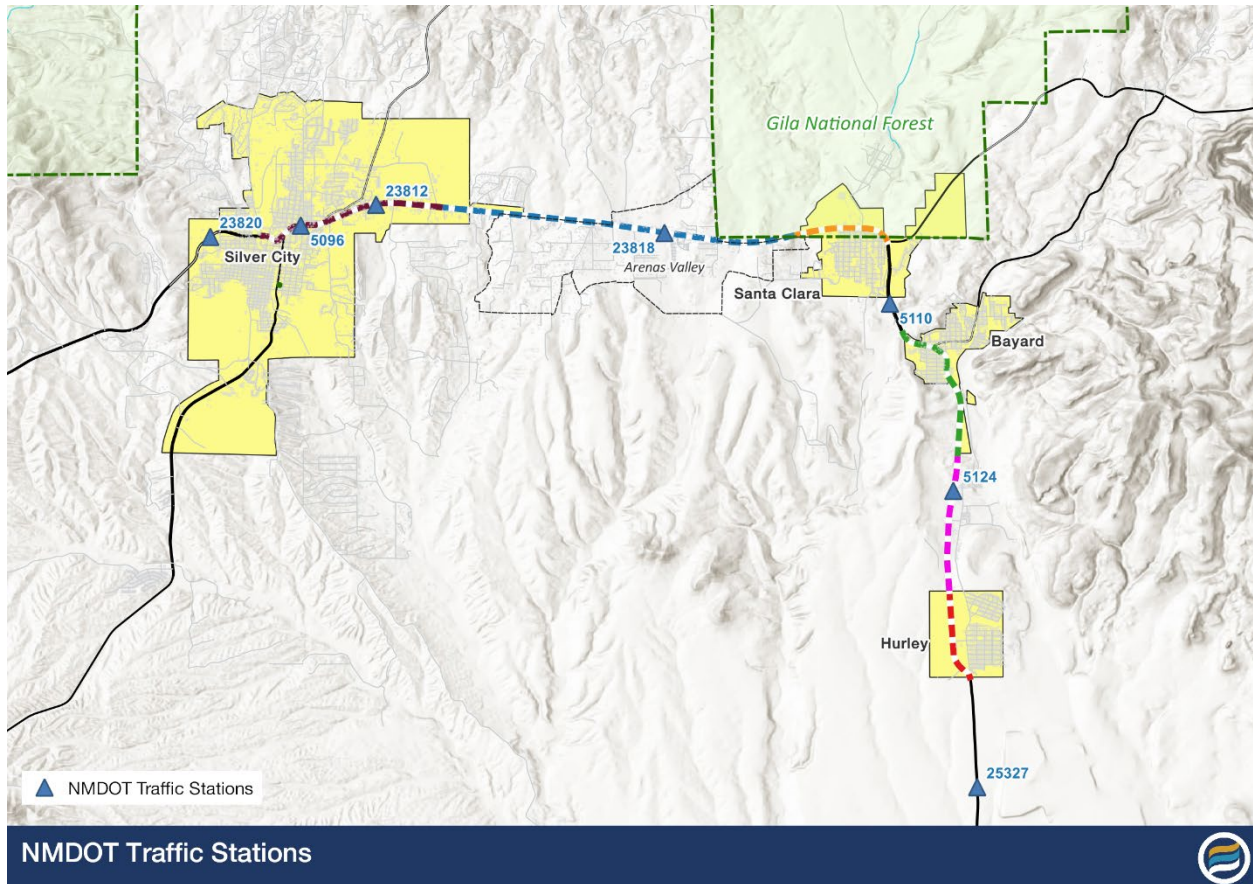 Gila National Forest
23812
23820
5096
23818
Silver City
Arenas Valley
Santa Clara
5110
Bayard
5124
Hurley
25327
NMDOT Traffic Stations
NMDOT Traffic Stations